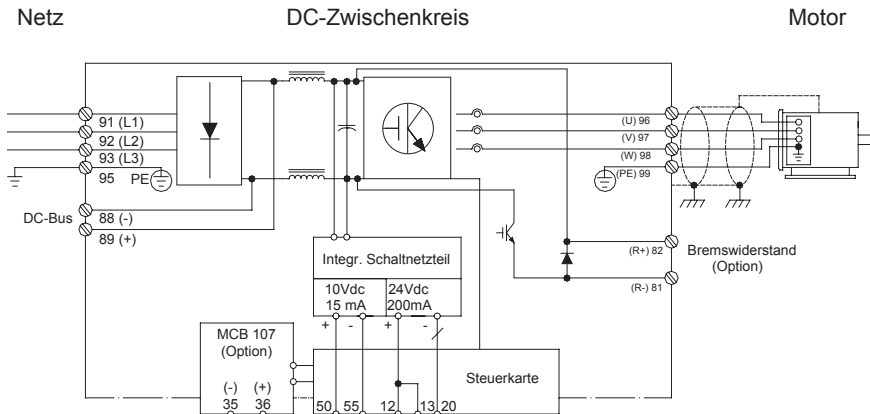 Netz DC-Zwischenkreis Motor
91 (L1)
92 (L2)
93 (L3)
95 PE
DC-Bus
88 (-)
89 (+)
(U) 96
(V) 97
(W) 98
(PE) 99
(R+) 82
Bremswiderstand
(Option)
(R-) 81
Integr. Schaltnetzteil
10Vdc
15 mA
24Vdc
200mA
+ - + -
MCB 107
(Option)
(-) (+)
35 36
Steuerkarte
50 55 12 13 20